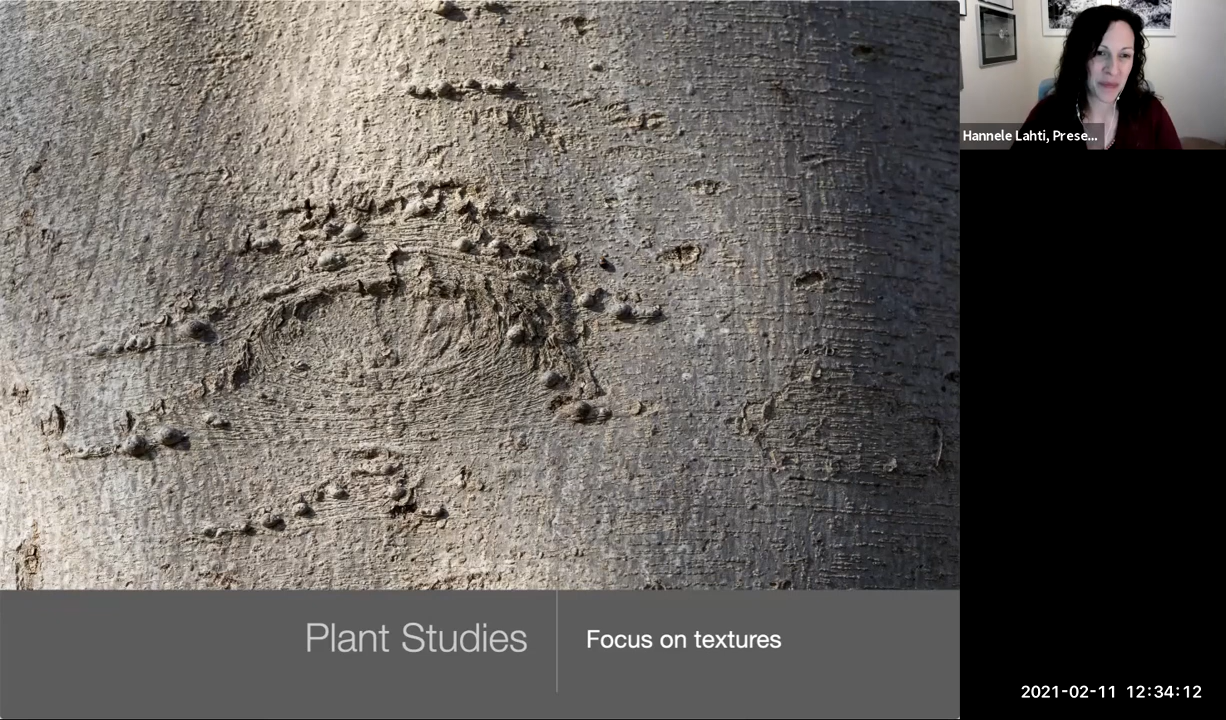 Hannele Lahti, Prese...
Plant Studies
Focus on textures
2021-02-11 12:34:12